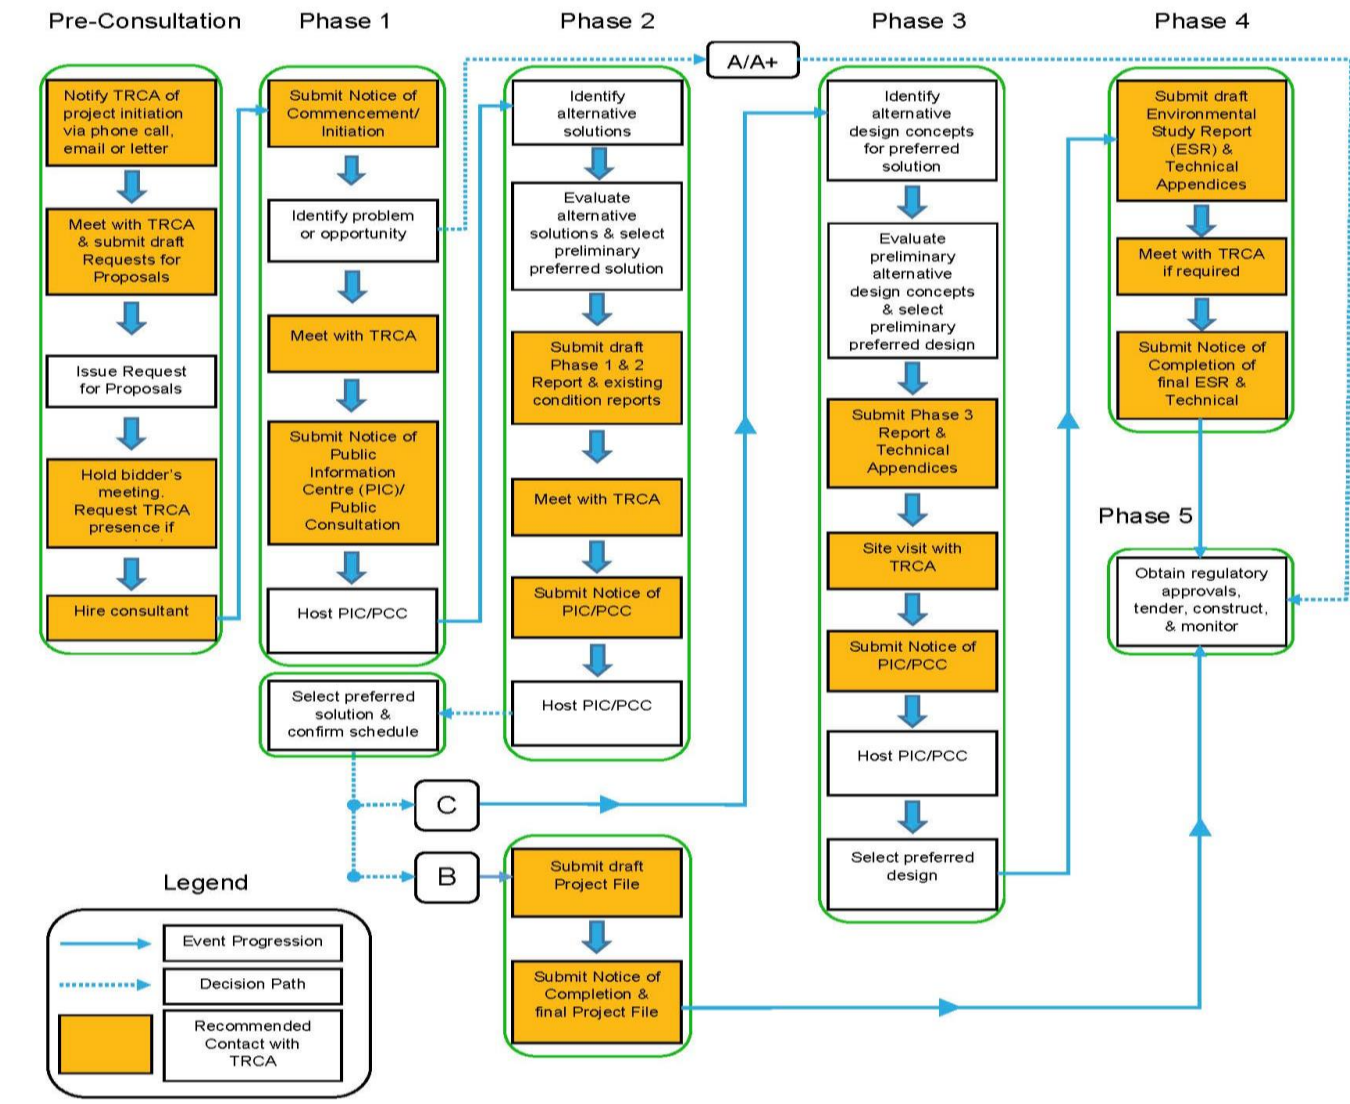 Pre-Consultation
Phase 1
Phase 2
Phase 3
Phase 4
A/A+
Notify TRCA of
project initiation
via phone call,
email or letter
Meet with TRCA
& submit draft
Requests for
Proposals
Issue Request
for Proposals
Hold bidder's
meeting.
Request TRCA
presence if
Hire consultant
Submit Notice of
Commencement/
Initiation
Identify problem
or opportunity
Meet with TRCA
Submit Notice of
Public
Information
Centre (PIC)/
Public
Consultation
Host PIC/PCC
Select preferred
solution &
confirm schedule
Identify
alternative
solutions
Evaluate
alternative
solutions & select
preliminary
preferred solution
Submit draft
Phase 1 & 2
Report & existing
condition reports
Meet with TRCA
Submit Notice of
PIC/PCC
Host PIC/PCC
C
B
Submit draft
Project File
Submit Notice of
Completion &
final Project File
Identify
alternative
design concepts
for preferred
solution
Evaluate
preliminary
alternative
design concepts
& select
preliminary
preferred design
Submit Phase 3
Report &
Technical
Appendices
Site visit with
TRCA
Submit Notice of
PIC/PCC
Host PIC/PCC
Select preferred
design
Submit draft
Environmental
Study Report
(ESR) &
Technical
Appendices
Meet with TRCA
if required
Submit Notice of
Completion of
final ESR &
Technical
Phase 5
Obtain regulatory
approvals,
tender, construct,
& monitor
Legend
Event Progression
Decision Path
Recommended
Contact with
TRCA